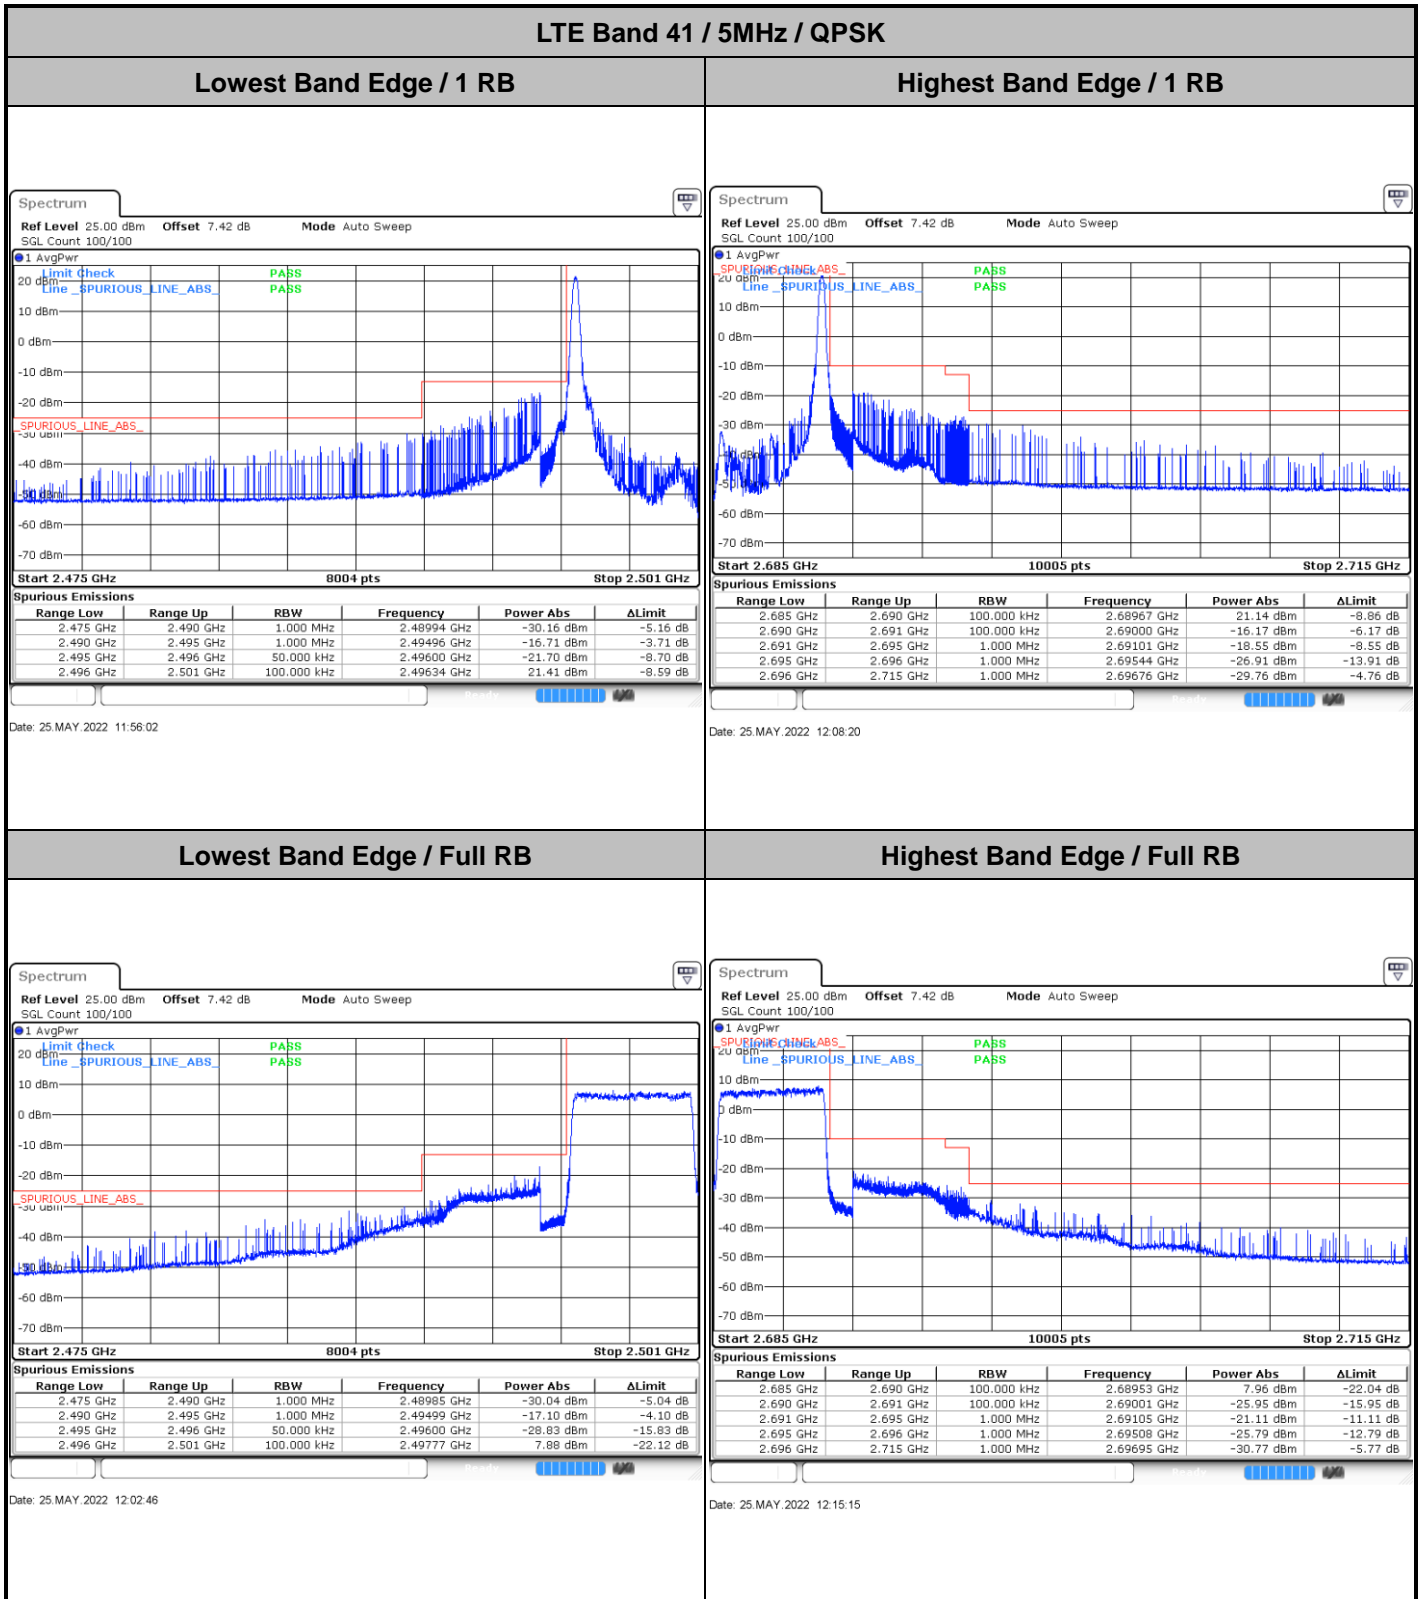 LTE Band 41 / 5MHz / QPSK
Lowest Band Edge / 1 RB
Highest Band Edge / 1 RB
Spectrum
Ref Level 25.00 dBm Offset 7.42 dB Mode Auto Sweep
SGL Count 100/100
1 AvgPwr
Limit Check PASS
Line _SPURIOUS_LINE_ABS_ PASS
20 dBm
10 dBm
0 dBm
-10 dBm
-20 dBm
_SPURIOUS_LINE_ABS_
-30 dBm
-40 dBm
-50 dBm
-60 dBm
-70 dBm
Start 2.475 GHz 8004 pts Stop 2.501 GHz
Spurious Emissions
Range Low Range Up RBW Frequency Power Abs ΔLimit
2.475 GHz 2.490 GHz 1.000 MHz 2.48994 GHz -30.16 dBm -5.16 dB
2.490 GHz 2.495 GHz 1.000 MHz 2.49496 GHz -16.71 dBm -3.71 dB
2.495 GHz 2.496 GHz 50.000 kHz 2.49600 GHz -21.70 dBm -8.70 dB
2.496 GHz 2.501 GHz 100.000 kHz 2.49634 GHz 21.41 dBm -8.59 dB
Ready
Date: 25.MAY.2022 11:56:02
Spectrum
Ref Level 25.00 dBm Offset 7.42 dB Mode Auto Sweep
SGL Count 100/100
1 AvgPwr
_SPURIOUS_LINE_ABS_
Limit Check PASS
20 dBm
Line _SPURIOUS_LINE_ABS_ PASS
10 dBm
0 dBm
-10 dBm
-20 dBm
-30 dBm
-40 dBm
-50 dBm
-60 dBm
-70 dBm
Start 2.685 GHz 10005 pts Stop 2.715 GHz
Spurious Emissions
Range Low Range Up RBW Frequency Power Abs ΔLimit
2.685 GHz 2.690 GHz 100.000 kHz 2.68967 GHz 21.14 dBm -8.86 dB
2.690 GHz 2.691 GHz 100.000 kHz 2.69000 GHz -16.17 dBm -6.17 dB
2.691 GHz 2.695 GHz 1.000 MHz 2.69101 GHz -18.55 dBm -8.55 dB
2.695 GHz 2.696 GHz 1.000 MHz 2.69544 GHz -26.91 dBm -13.91 dB
2.696 GHz 2.715 GHz 1.000 MHz 2.69676 GHz -29.76 dBm -4.76 dB
Ready
Date: 25.MAY.2022 12:08:20
Lowest Band Edge / Full RB
Highest Band Edge / Full RB
Spectrum
Ref Level 25.00 dBm Offset 7.42 dB Mode Auto Sweep
SGL Count 100/100
1 AvgPwr
Limit Check PASS
20 dBm
Line _SPURIOUS_LINE_ABS_ PASS
10 dBm
0 dBm
-10 dBm
-20 dBm
_SPURIOUS_LINE_ABS_
-30 dBm
-40 dBm
-50 dBm
-60 dBm
-70 dBm
Start 2.475 GHz 8004 pts Stop 2.501 GHz
Spurious Emissions
Range Low Range Up RBW Frequency Power Abs ΔLimit
2.475 GHz 2.490 GHz 1.000 MHz 2.48985 GHz -30.04 dBm -5.04 dB
2.490 GHz 2.495 GHz 1.000 MHz 2.49499 GHz -17.10 dBm -4.10 dB
2.495 GHz 2.496 GHz 50.000 kHz 2.49600 GHz -28.83 dBm -15.83 dB
2.496 GHz 2.501 GHz 100.000 kHz 2.49777 GHz 7.88 dBm -22.12 dB
Ready
Date: 25.MAY.2022 12:02:46
Spectrum
Ref Level 25.00 dBm Offset 7.42 dB Mode Auto Sweep
SGL Count 100/100
1 AvgPwr
_SPURIOUS_LINE_ABS_
Limit Check PASS
20 dBm
Line _SPURIOUS_LINE_ABS_ PASS
10 dBm
0 dBm
-10 dBm
-20 dBm
-30 dBm
-40 dBm
-50 dBm
-60 dBm
-70 dBm
Start 2.685 GHz 10005 pts Stop 2.715 GHz
Spurious Emissions
Range Low Range Up RBW Frequency Power Abs ΔLimit
2.685 GHz 2.690 GHz 100.000 kHz 2.68953 GHz 7.96 dBm -22.04 dB
2.690 GHz 2.691 GHz 100.000 kHz 2.69001 GHz -25.95 dBm -15.95 dB
2.691 GHz 2.695 GHz 1.000 MHz 2.69105 GHz -21.11 dBm -11.11 dB
2.695 GHz 2.696 GHz 1.000 MHz 2.69508 GHz -25.79 dBm -12.79 dB
2.696 GHz 2.715 GHz 1.000 MHz 2.69695 GHz -30.77 dBm -5.77 dB
Ready
Date: 25.MAY.2022 12:15:15